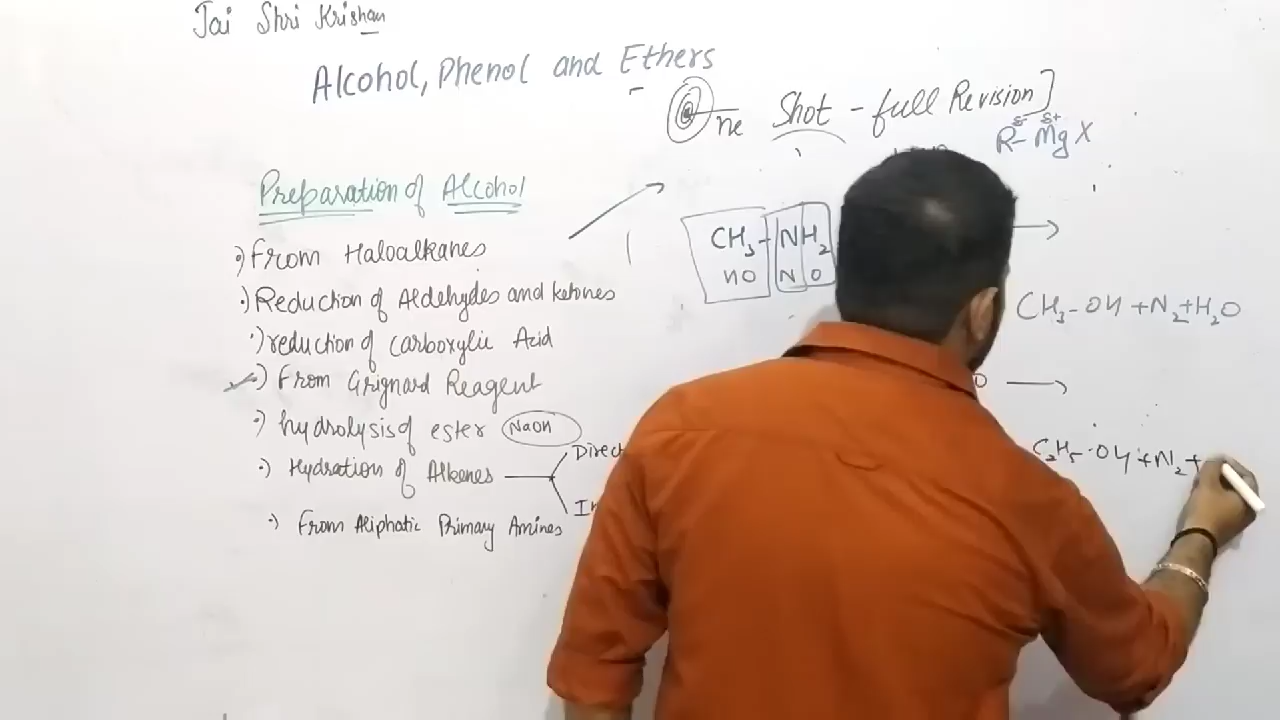 Jai Shri Krishan
Alcohol, Phenol and Ethers
One Shot - full Revision]
R-MgX
δ- δ+
Preparation of Alcohol
·) From Haloalkanes
·) Reduction of Aldehydes and ketones
·) reduction of carboxylic Acid
·) From Grignard Reagent
·) hydrolysis of ester NaOH
·) Hydration of Alkenes
Direct
In
·) From Aliphatic Primary Amines
CH3-NH2
HO N O
CH3-OH+N2+H2O
O
C2H5-OH+N2+